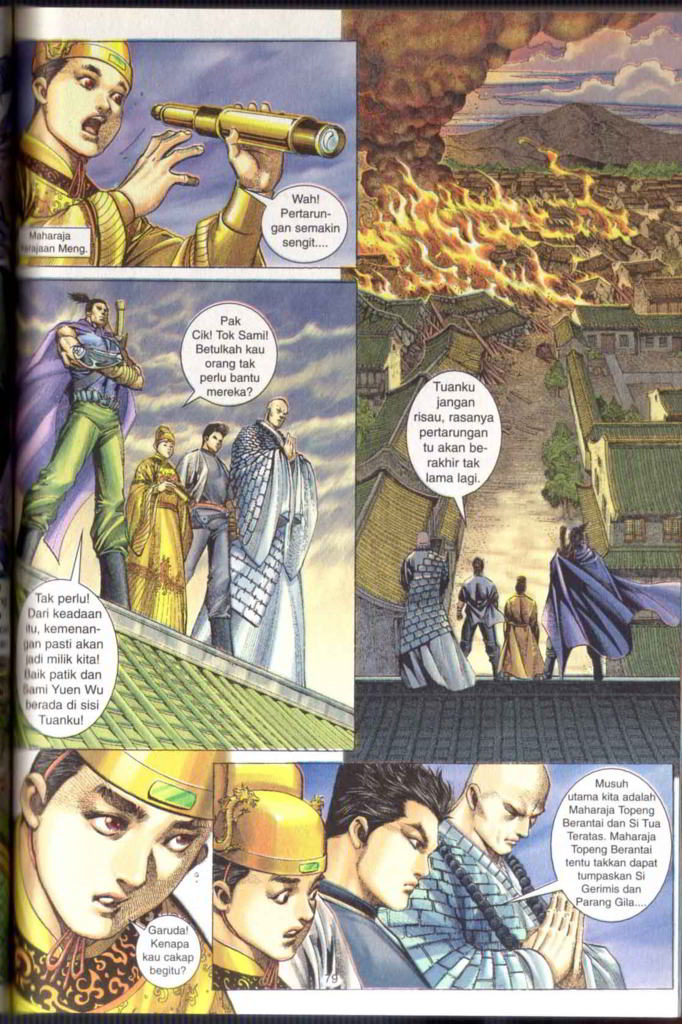 Wah!
Pertarun-
gan semakin
sengit....
Maharaja
Kerajaan Meng.
Pak
Cik! Tok Sami!
Betulkah kau
orang tak
perlu bantu
mereka?
Tak perlu!
Dari keadaan
itu, kemenan-
gan pasti akan
jadi milik kita!
Baik patik dan
Sami Yuen Wu
berada di sisi
Tuanku!
Tuanku
jangan
risau, rasanya
pertarungan
tu akan be-
rakhir tak
lama lagi.
Garuda!
Kenapa
kau cakap
begitu?
Musuh
utama kita adalah
Maharaja Topeng
Berantai dan Si Tua
Teratas. Maharaja
Topeng Berantai
tentu takkan dapat
tumpaskan Si
Gerimis dan
Parang Gila....
79